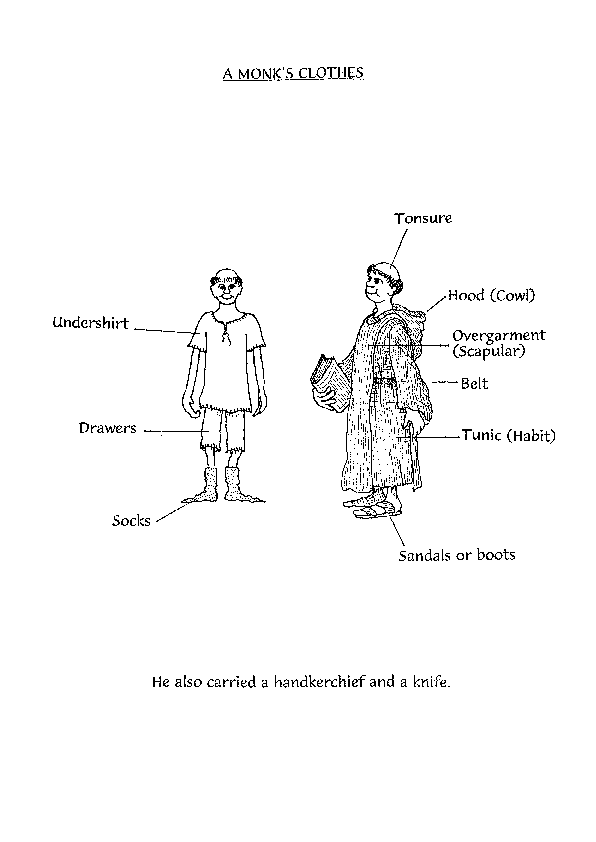 A MONK'S CLOTHES
Tonsure
Hood (Cowl)
Undershirt
Overgarment
(Scapular)
Belt
Drawers
Tunic (Habit)
Socks
Sandals or boots
He also carried a handkerchief and a knife.